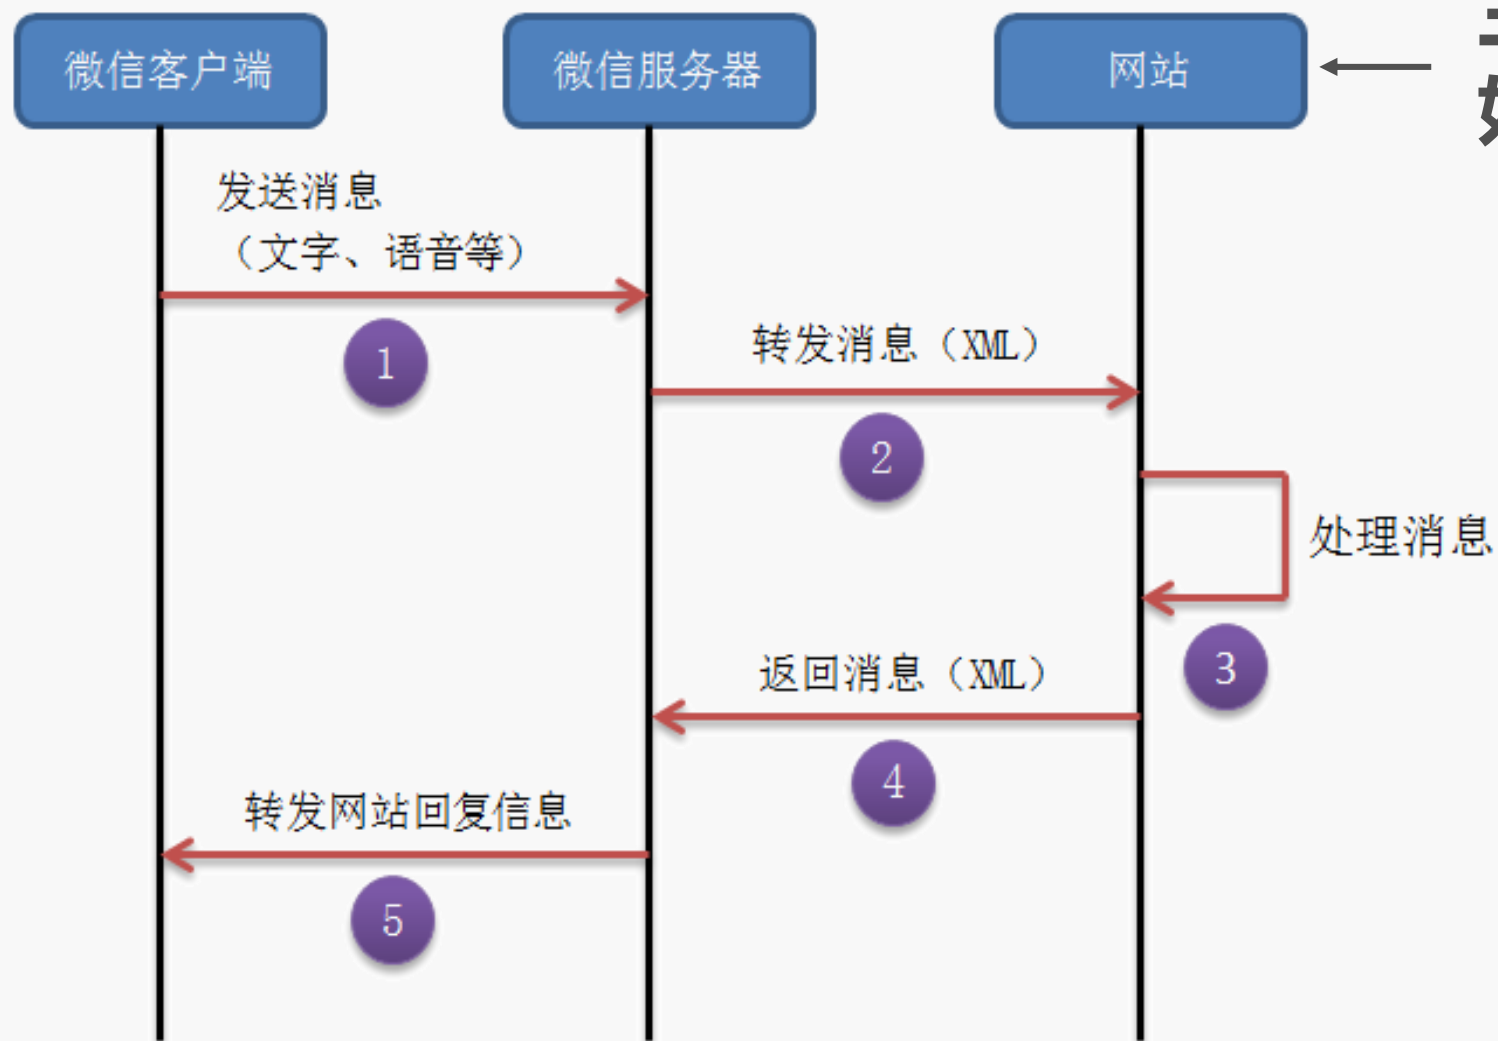 微信客户端
微信服务器
网站
发送消息
（文字、语音等）
1
转发消息（XML）
2
处理消息
3
返回消息（XML）
4
转发网站回复信息
5